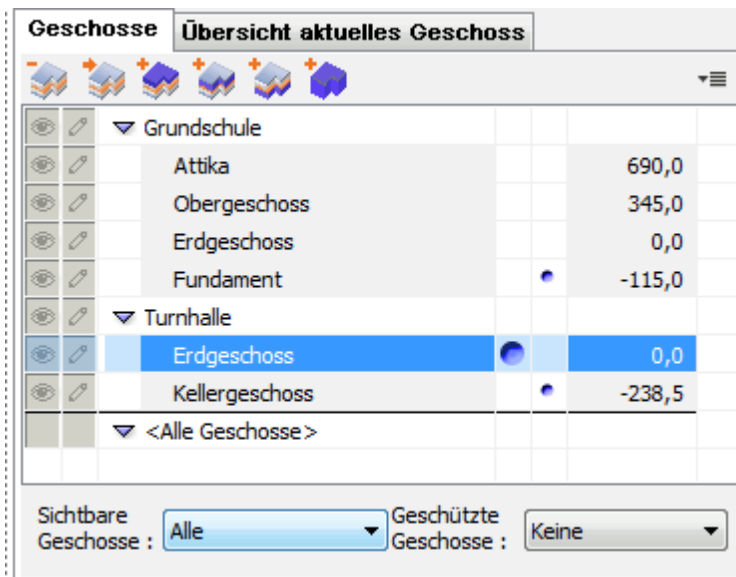 Geschosse Übersicht aktuelles Geschoss
Grundschule
Attika 690,0
Obergeschoss 345,0
Erdgeschoss 0,0
Fundament -115,0
Turnhalle
Erdgeschoss 0,0
Kellergeschoss -238,5
<Alle Geschosse>
Sichtbare Geschosse : Alle Geschützte Geschosse : Keine